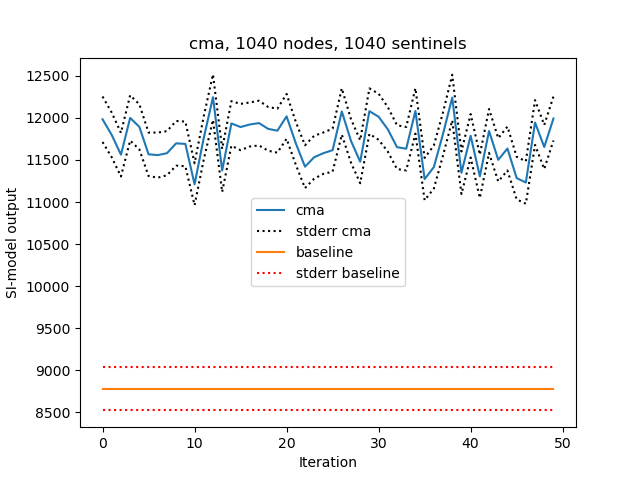 cma, 1040 nodes, 1040 sentinels
SI-model output
12500
12000
11500
11000
10500
10000
9500
9000
8500
cma
stderr cma
baseline
stderr baseline
0 10 20 30 40 50
Iteration